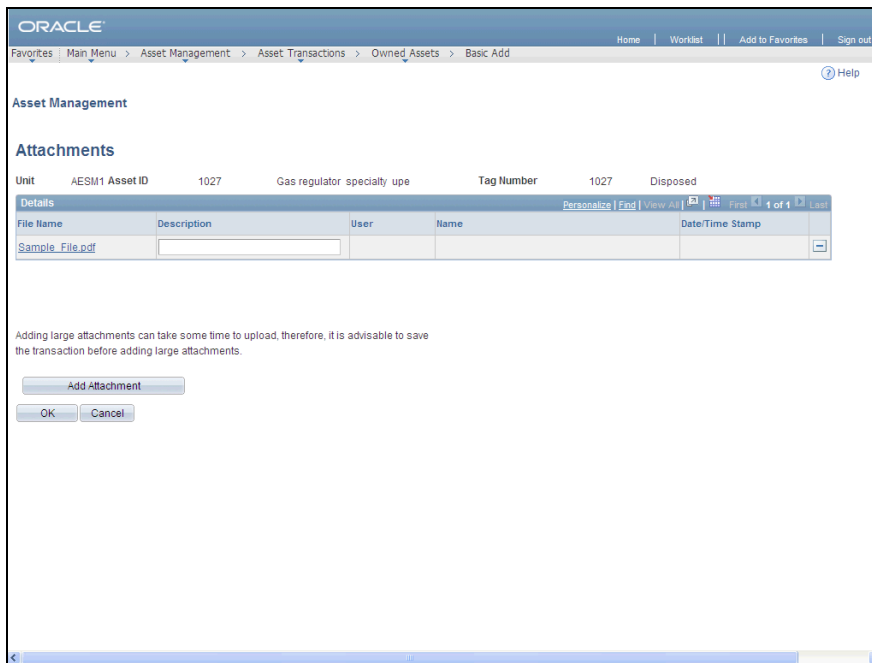 ORACLE
Home | Worklist || Add to Favorites | Sign out
Favorites Main Menu > Asset Management > Asset Transactions > Owned Assets > Basic Add
? Help
Asset Management
Attachments
Unit AESM1 Asset ID 1027 Gas regulator specialty upe Tag Number 1027 Disposed
Details Personalize | Find | View All | | First 1 of 1 Last
File Name Description User Name Date/Time Stamp
Sample_File.pdf
Adding large attachments can take some time to upload, therefore, it is advisable to save
the transaction before adding large attachments.
Add Attachment
OK Cancel